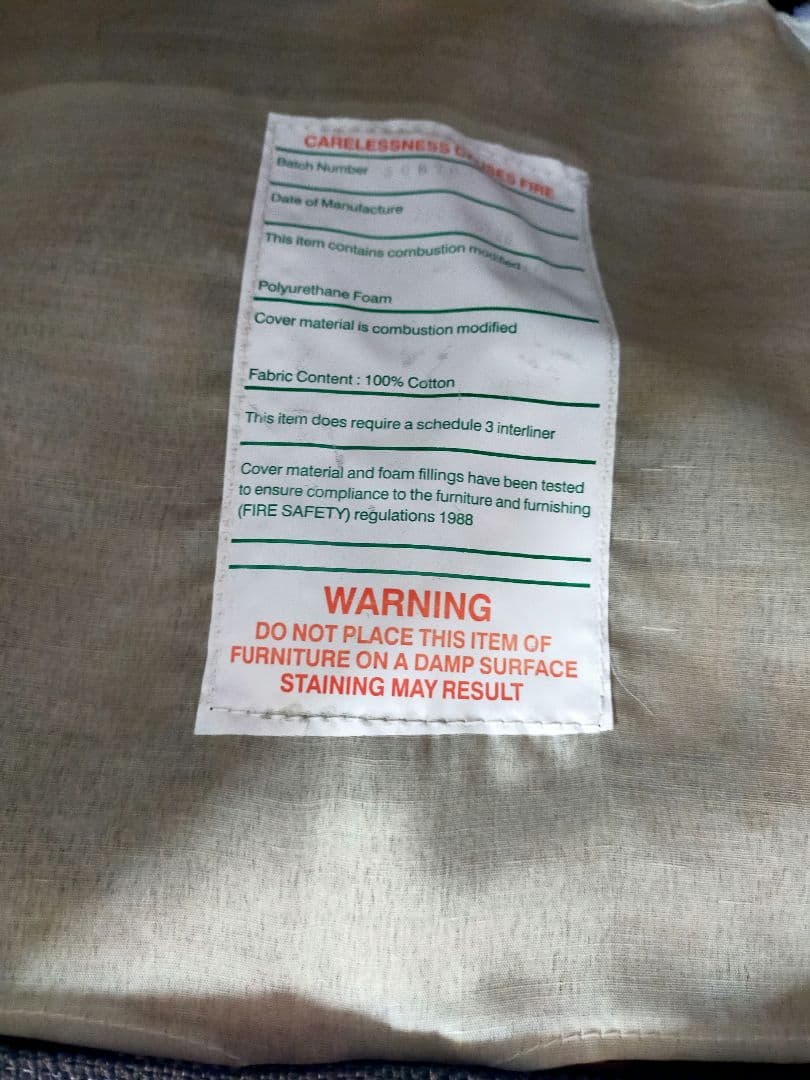 CARELESSNESS CAUSES FIRE
Batch Number
Date of Manufacture
This item contains combustion modified
Polyurethane Foam
Cover material is combustion modified
Fabric Content : 100% Cotton
This item does require a schedule 3 interliner
Cover material and foam fillings have been tested
to ensure compliance to the furniture and furnishing
(FIRE SAFETY) regulations 1988
WARNING
DO NOT PLACE THIS ITEM OF
FURNITURE ON A DAMP SURFACE
STAINING MAY RESULT